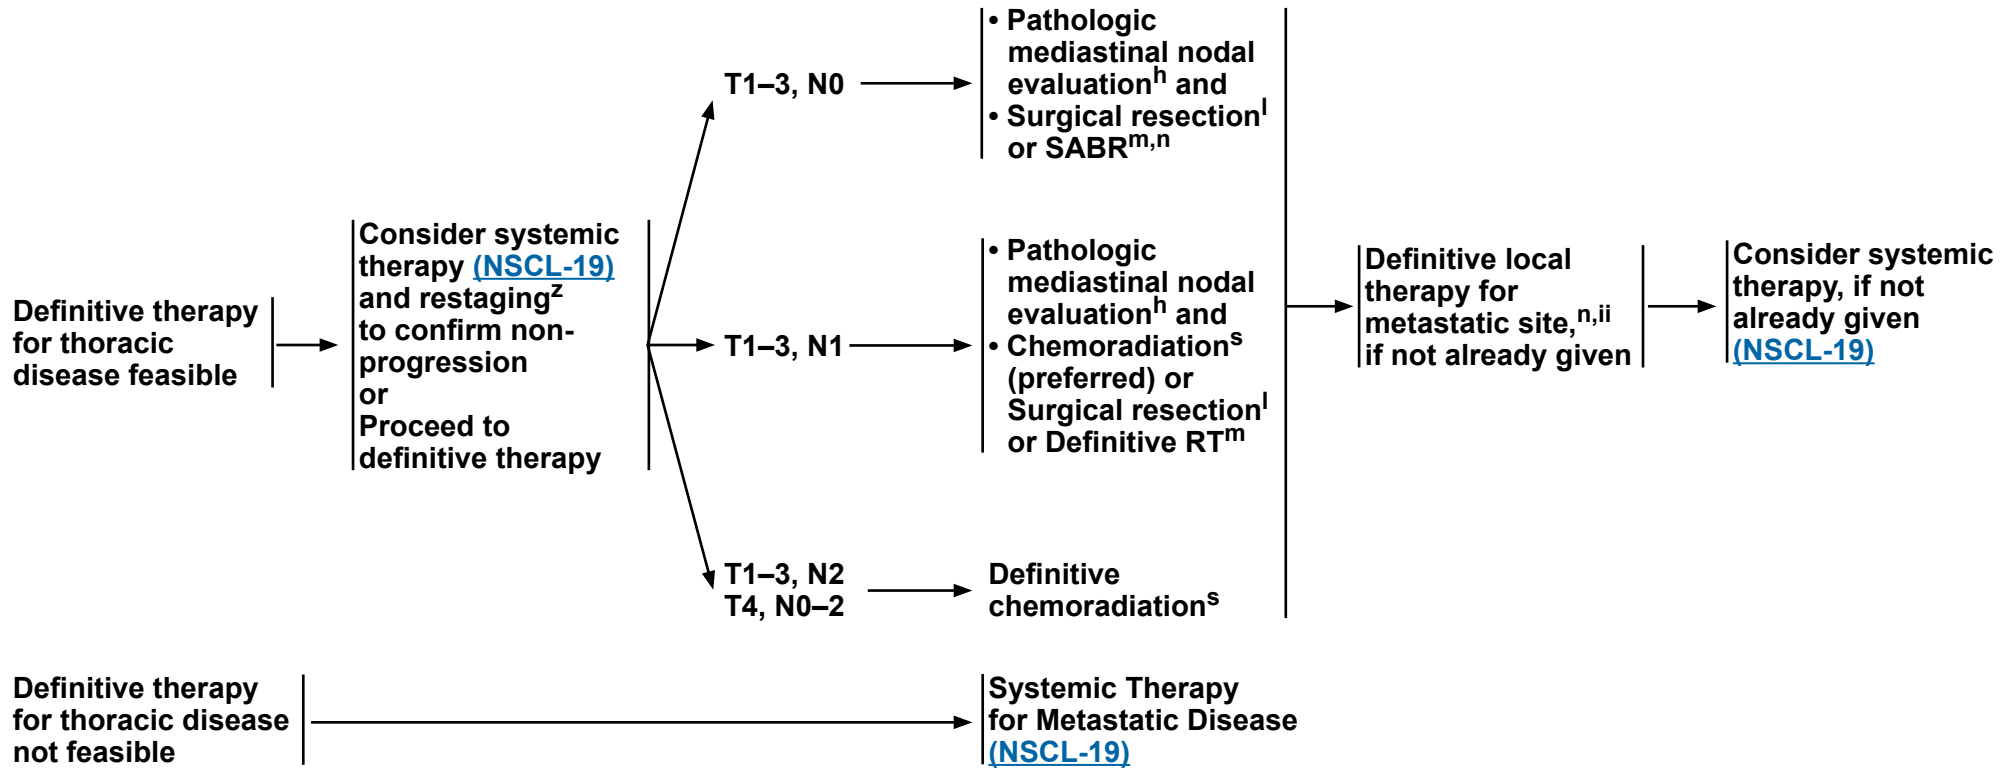 Definitive therapy
for thoracic
disease feasible
Consider systemic
therapy (NSCL-19)
and restagingz
to confirm non-
progression
or
Proceed to
definitive therapy
T1–3, N0
• Pathologic
mediastinal nodal
evaluationh and
• Surgical resectionl
or SABRm,n
T1–3, N1
• Pathologic
mediastinal nodal
evaluationh and
• Chemoradiations
(preferred) or
Surgical resectionl
or Definitive RTm
T1–3, N2
T4, N0–2
Definitive
chemoradiations
Definitive local
therapy for
metastatic site,n,ii
if not already given
Consider systemic
therapy, if not
already given
(NSCL-19)
Definitive therapy
for thoracic disease
not feasible
Systemic Therapy
for Metastatic Disease
(NSCL-19)